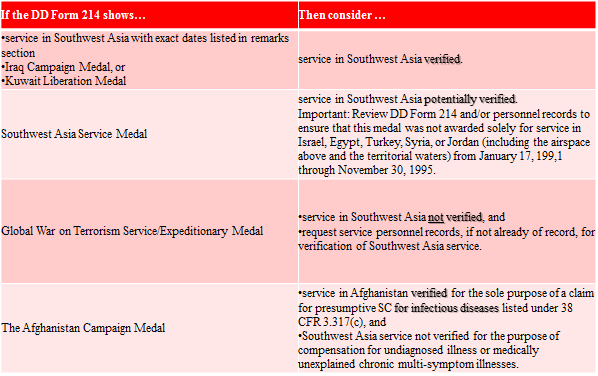 If the DD Form 214 shows…
Then consider …
•service in Southwest Asia with exact dates listed in remarks
section
•Iraq Campaign Medal, or
•Kuwait Liberation Medal
service in Southwest Asia verified.
Southwest Asia Service Medal
service in Southwest Asia potentially verified.
Important: Review DD Form 214 and/or personnel records to
ensure that this medal was not awarded solely for service in
Israel, Egypt, Turkey, Syria, or Jordan (including the airspace
above and the territorial waters) from January 17, 199,1
through November 30, 1995.
Global War on Terrorism Service/Expeditionary Medal
•service in Southwest Asia not verified, and
•request service personnel records, if not already of record, for
verification of Southwest Asia service.
The Afghanistan Campaign Medal
•service in Afghanistan verified for the sole purpose of a claim
for presumptive SC for infectious diseases listed under 38
CFR 3.317(c), and
•Southwest Asia service not verified for the purpose of
compensation for undiagnosed illness or medically
unexplained chronic multi-symptom illnesses.